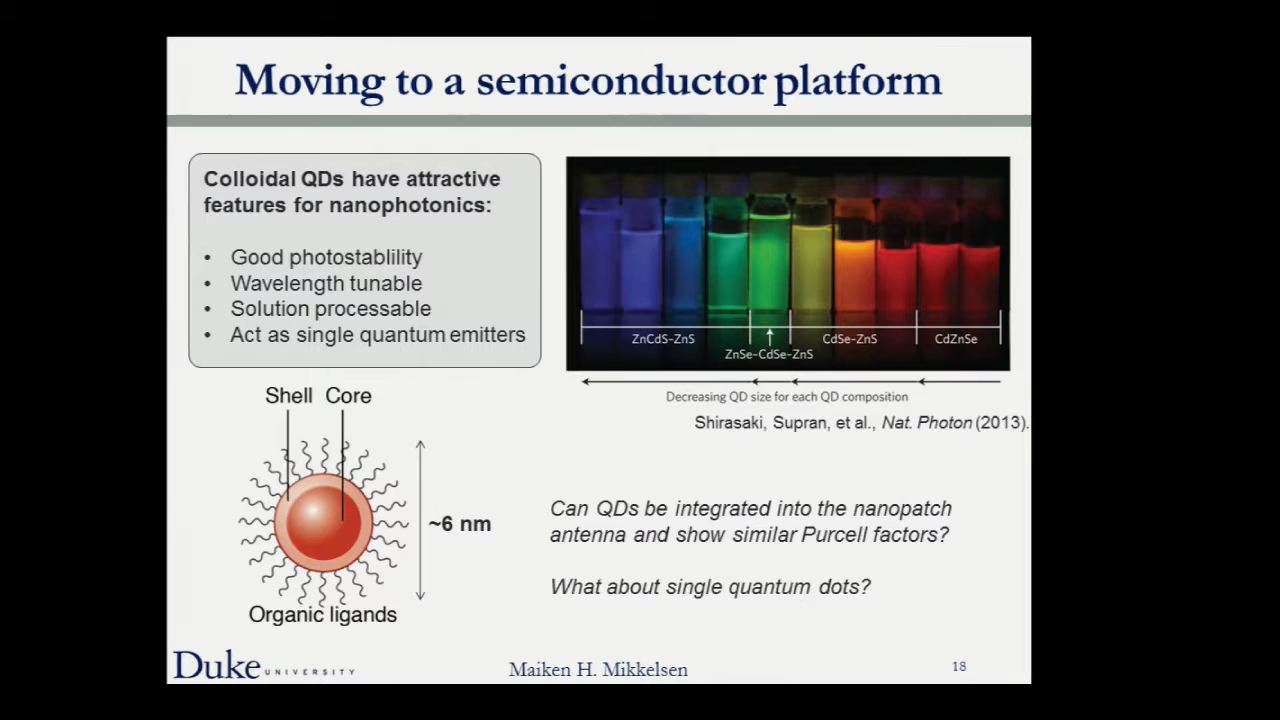 Moving to a semiconductor platform
Colloidal QDs have attractive
features for nanophotonics:
• Good photostablility
• Wavelength tunable
• Solution processable
• Act as single quantum emitters
ZnCdS-ZnS
ZnSe-CdSe-ZnS
CdSe-ZnS
CdZnSe
Decreasing QD size for each QD composition
Shirasaki, Supran, et al., Nat. Photon (2013).
Shell Core
~6 nm
Organic ligands
Can QDs be integrated into the nanopatch
antenna and show similar Purcell factors?
What about single quantum dots?
Duke UNIVERSITY
Maiken H. Mikkelsen
18